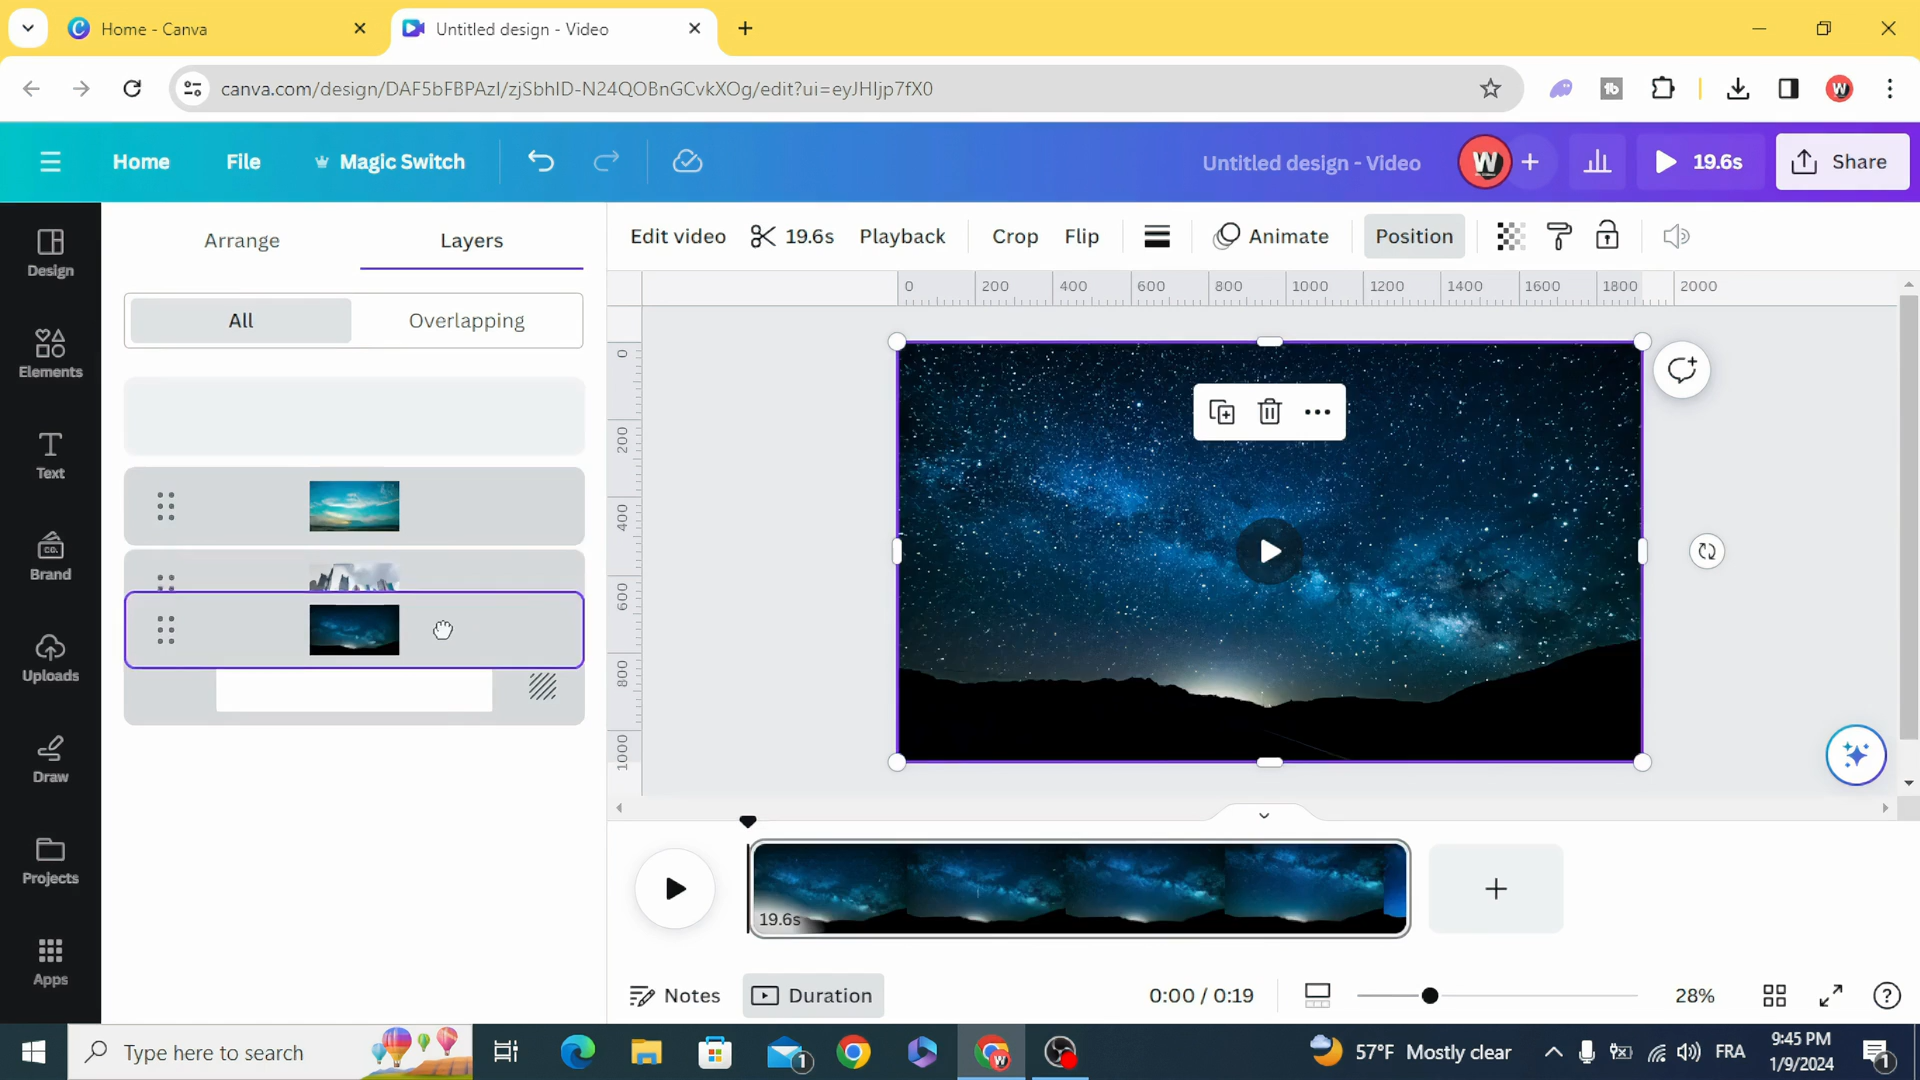 Home - Canva
Untitled design - Video
canva.com/design/DAF5bFBPAzI/zjSbhID-N24QOBnGCvkXOg/edit?ui=eyJHIjp7fX0
Home
File
Magic Switch
Untitled design - Video
W
19.6s
Share
Arrange
Layers
Edit video
19.6s
Playback
Crop
Flip
Animate
Position
All
Overlapping
Design
Elements
Text
Brand
Uploads
Draw
Projects
Apps
0 200 400 600 800 1000 1200 1400 1600 1800 2000
0
200
400
600
800
1000
19.6s
Notes
Duration
0:00 / 0:19
28%
Type here to search
1
57°F Mostly clear
FRA
9:45 PM
1/9/2024
1